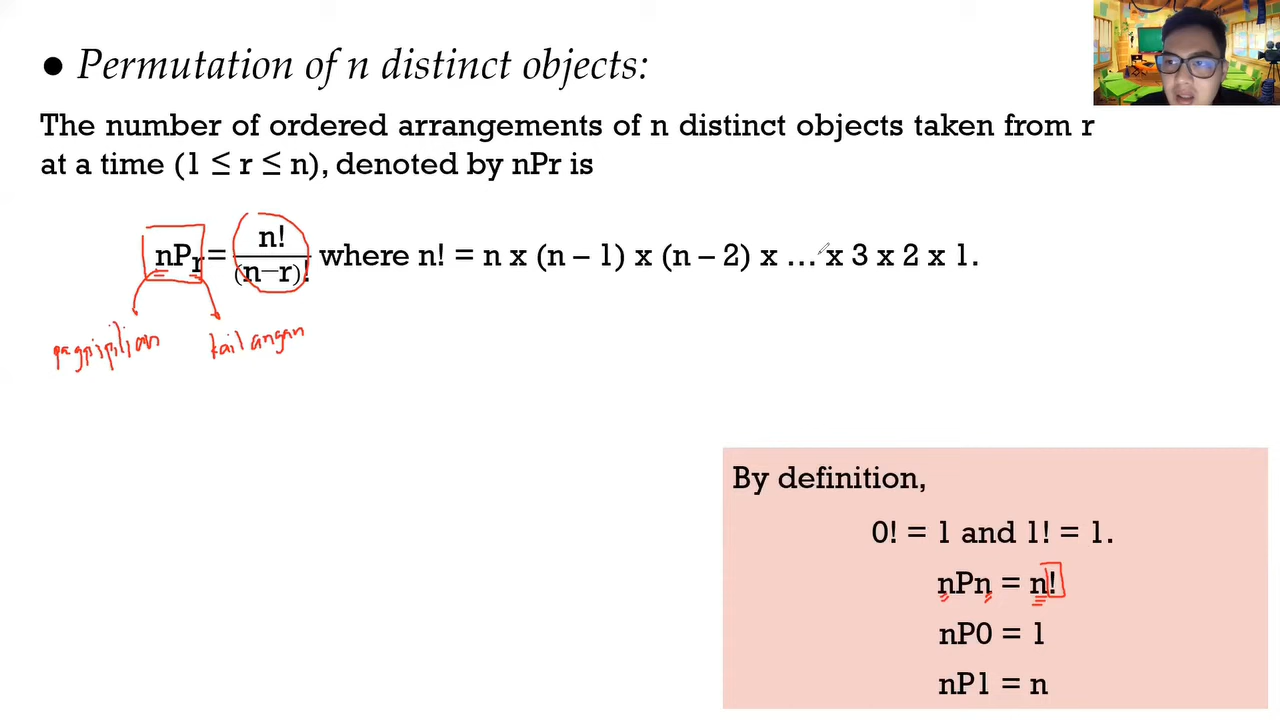 ● Permutation of n distinct objects:
The number of ordered arrangements of n distinct objects taken from r
at a time (1 ≤ r ≤ n), denoted by nPr is
nPr = n!/(n−r)! where n! = n x (n – 1) x (n – 2) x … x 3 x 2 x 1.
pagpipilian kailangan
By definition,
0! = 1 and 1! = 1.
nPn = n!
nP0 = 1
nP1 = n